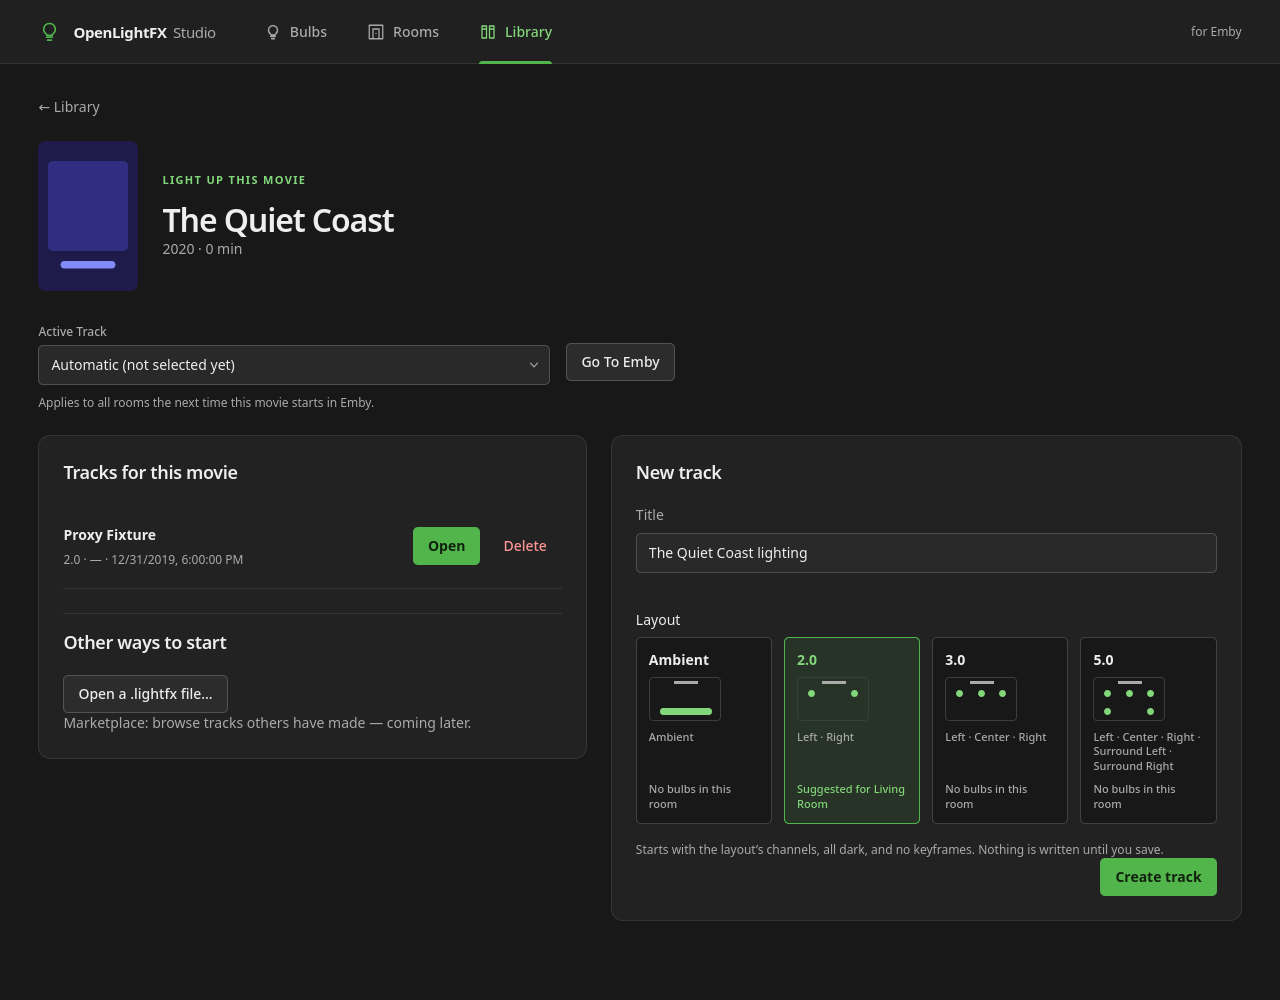 OpenLightFX Studio
Bulbs
Rooms
Library
for Emby
← Library
LIGHT UP THIS MOVIE
The Quiet Coast
2020 · 0 min
Active Track
Automatic (not selected yet)
Go To Emby
Applies to all rooms the next time this movie starts in Emby.
Tracks for this movie
Proxy Fixture
2.0 · — · 12/31/2019, 6:00:00 PM
Open
Delete
Other ways to start
Open a .lightfx file...
Marketplace: browse tracks others have made — coming later.
New track
Title
The Quiet Coast lighting
Layout
Ambient
Ambient
No bulbs in this
room
2.0
Left · Right
Suggested for Living
Room
3.0
Left · Center · Right
No bulbs in this
room
5.0
Left · Center · Right ·
Surround Left ·
Surround Right
No bulbs in this
room
Starts with the layout’s channels, all dark, and no keyframes. Nothing is written until you save.
Create track